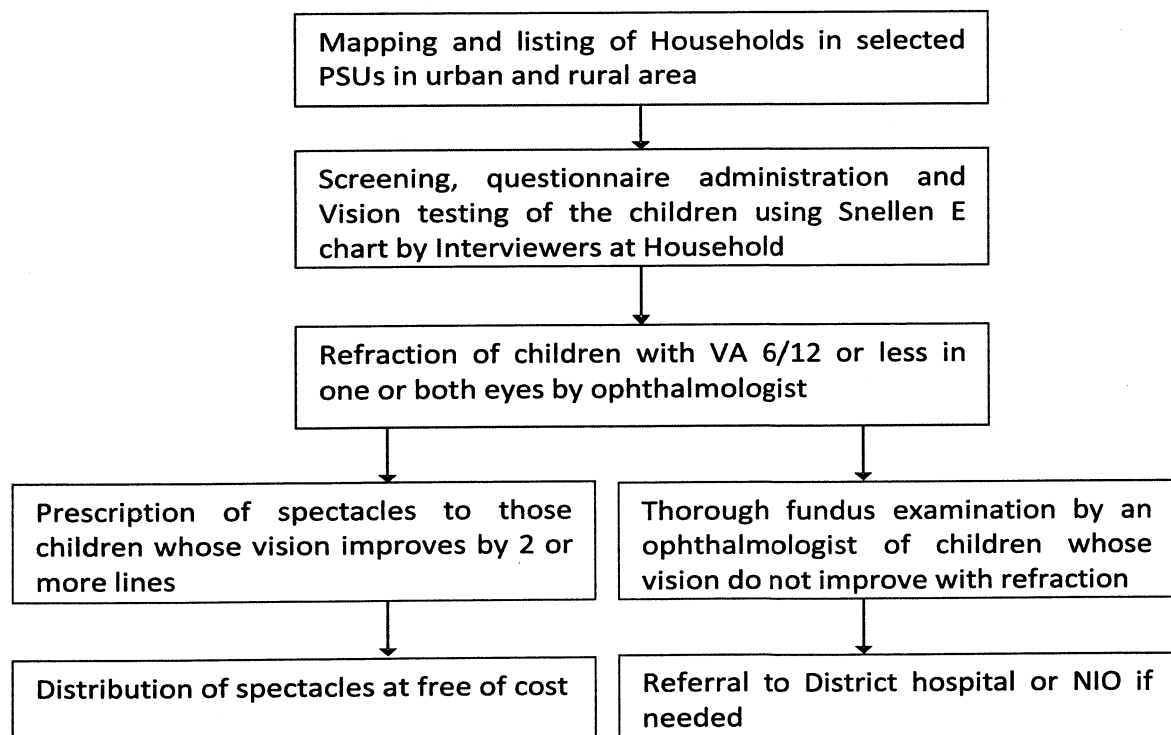 Mapping and listing of Households in selected
PSUs in urban and rural area
Screening, questionnaire administration and
Vision testing of the children using Snellen E
chart by Interviewers at Household
Refraction of children with VA 6/12 or less in
one or both eyes by ophthalmologist
Prescription of spectacles to those
children whose vision improves by 2 or
more lines
Thorough fundus examination by an
ophthalmologist of children whose
vision do not improve with refraction
Distribution of spectacles at free of cost
Referral to District hospital or NIO if
needed